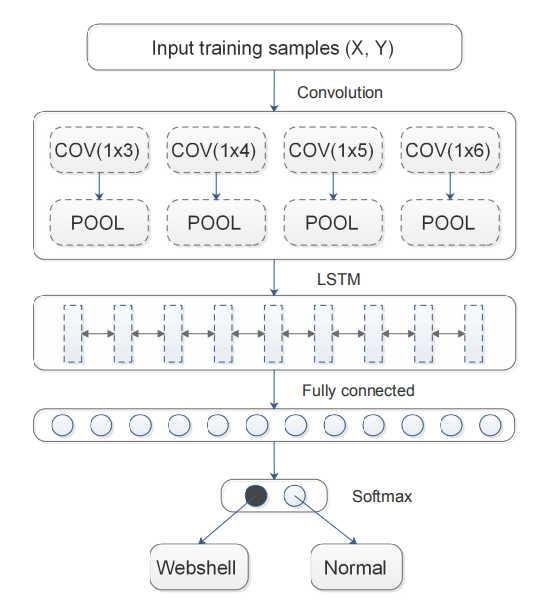 Input training samples (X, Y)
Convolution
COV(1x3) COV(1x4) COV(1x5) COV(1x6)
POOL POOL POOL POOL
LSTM
Fully connected
Softmax
Webshell Normal